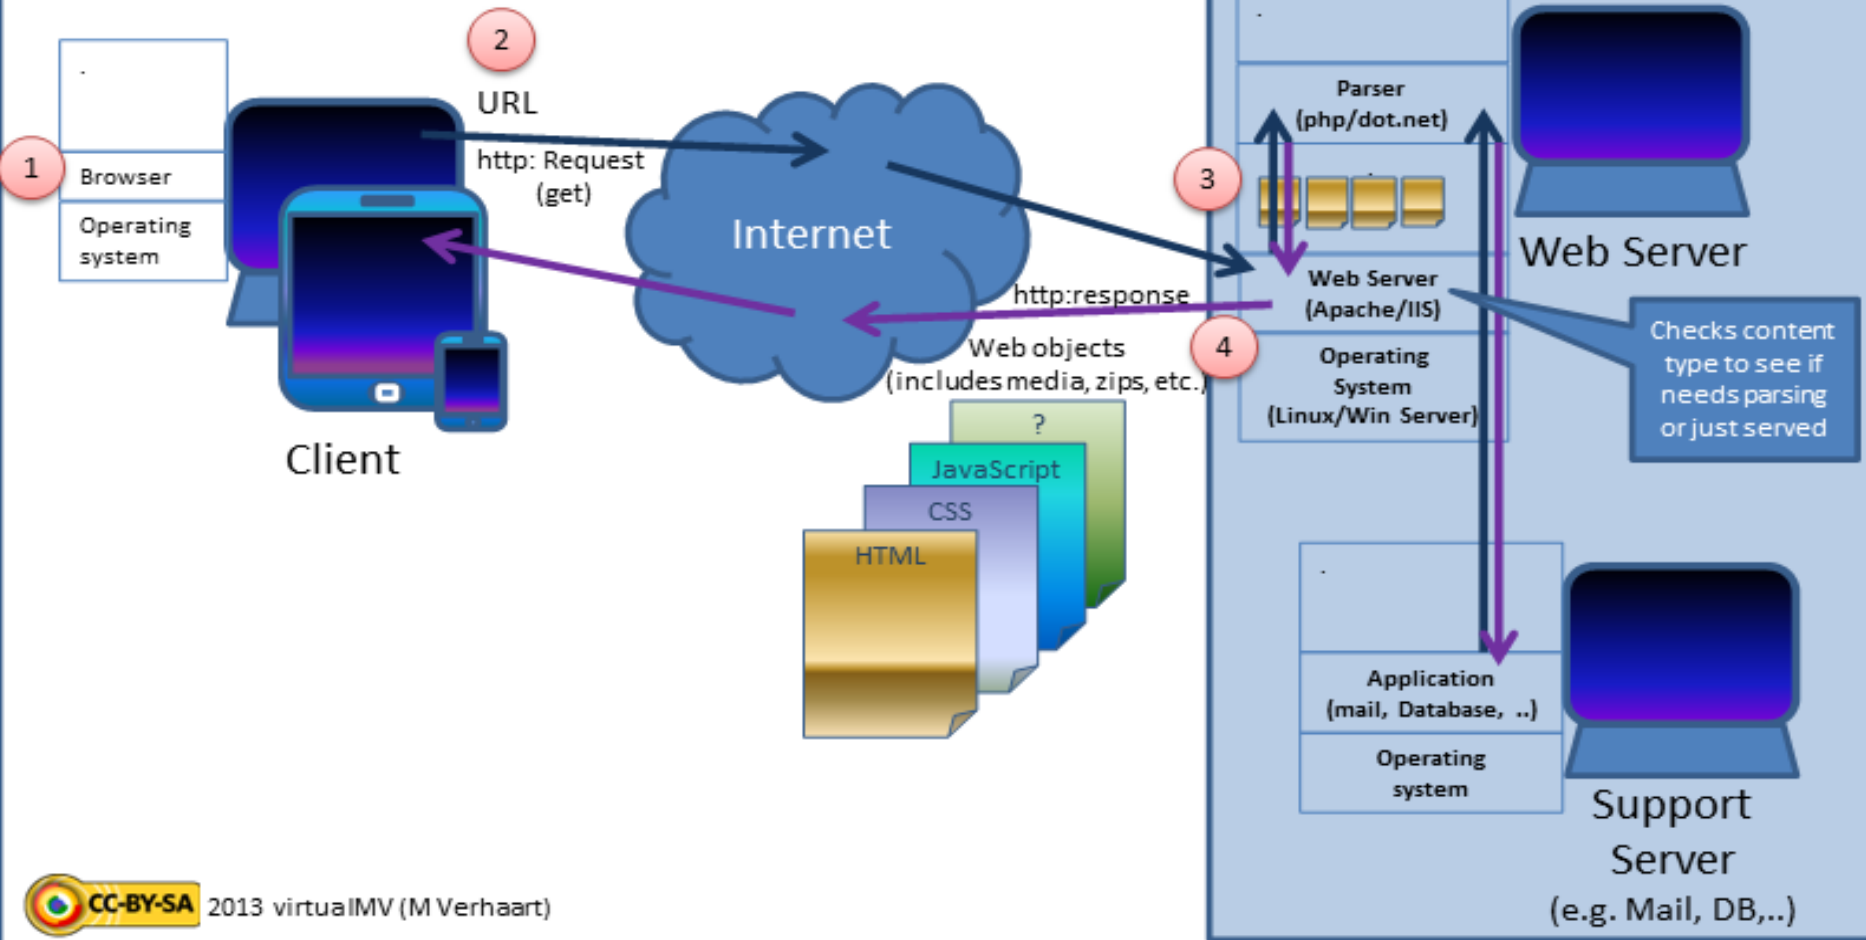 1
.
Browser
Operating
system
2
URL
http: Request
(get)
Client
Internet
http:response
Web objects
(includes media, zips, etc.)
?
JavaScript
CSS
HTML
3
4
.
Parser
(php/dot.net)
Web Server
(Apache/IIS)
Operating
System
(Linux/Win Server)
Web Server
Checks content
type to see if
needs parsing
or just served
.
Application
(mail, Database, ..)
Operating
system
Support
Server
(e.g. Mail, DB,..)
CC-BY-SA
2013 virtualMV (M Verhaart)